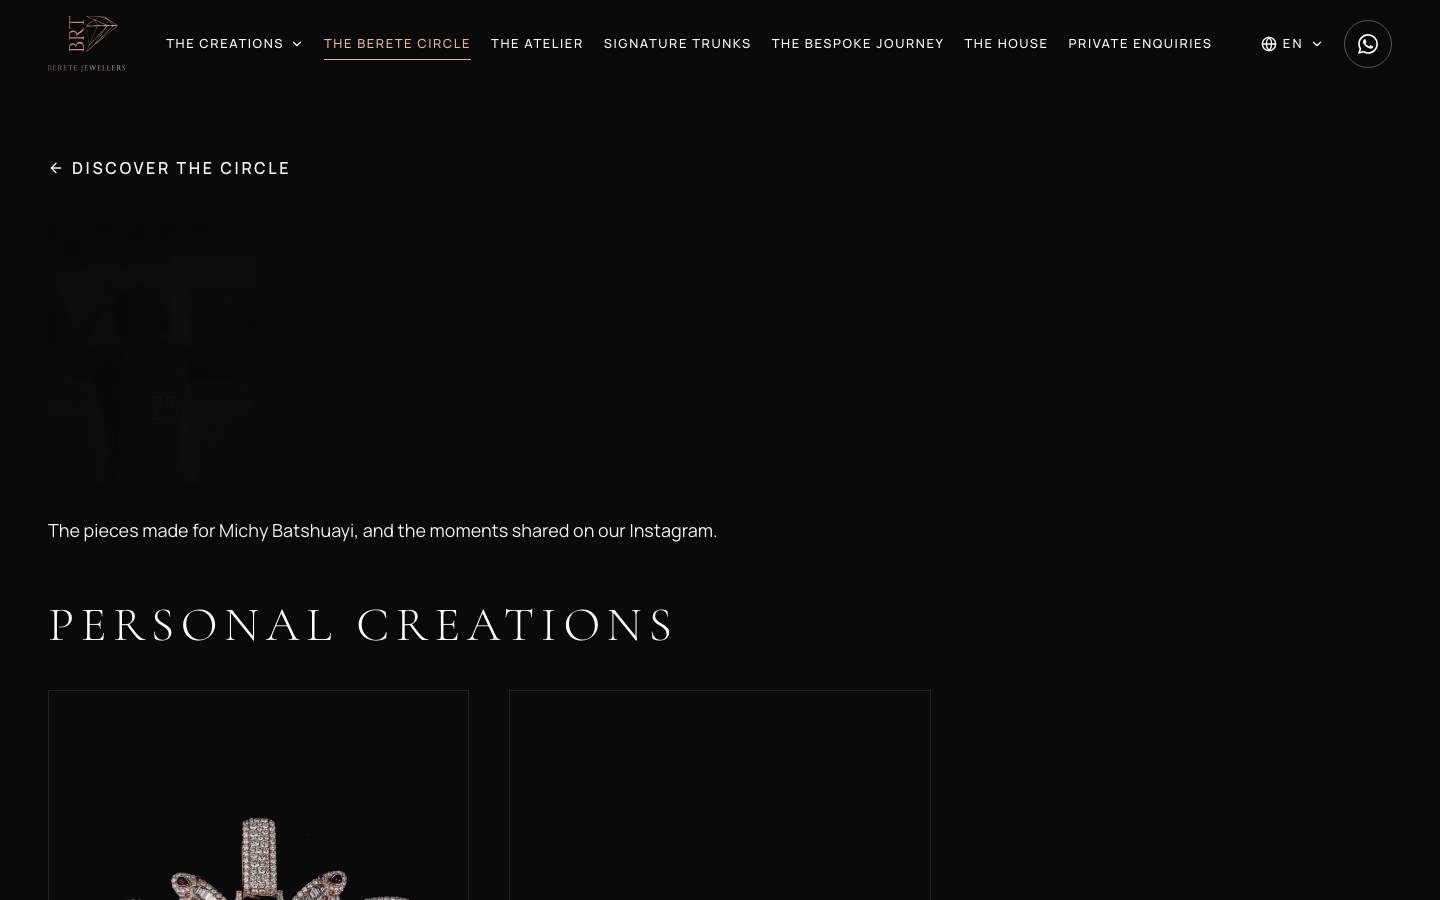 BRT
BERETE JEWELLERS
THE CREATIONS
THE BERETE CIRCLE
THE ATELIER
SIGNATURE TRUNKS
THE BESPOKE JOURNEY
THE HOUSE
PRIVATE ENQUIRIES
EN
← DISCOVER THE CIRCLE
23
The pieces made for Michy Batshuayi, and the moments shared on our Instagram.
PERSONAL CREATIONS